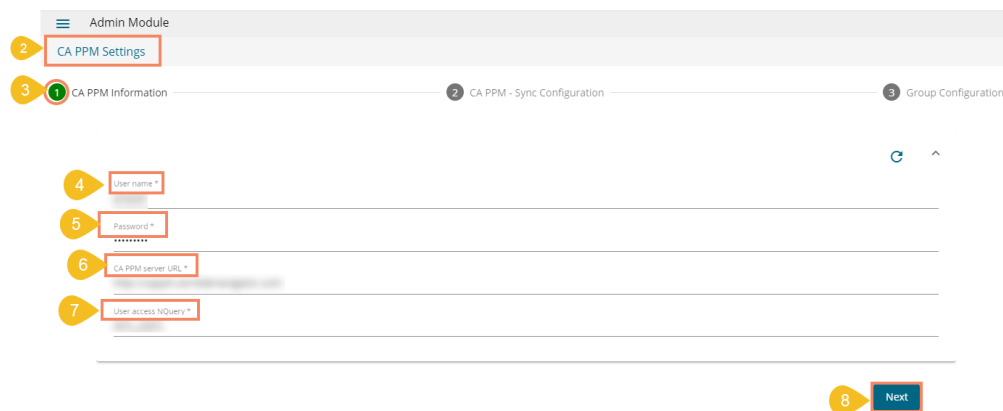 Admin Module
2 CA PPM Settings
3 1 CA PPM Information 2 CA PPM - Sync Configuration 3 Group Configuration
4 User name *
5 Password *
•••••••••
6 CA PPM server URL *
7 User access NQuery *
8 Next